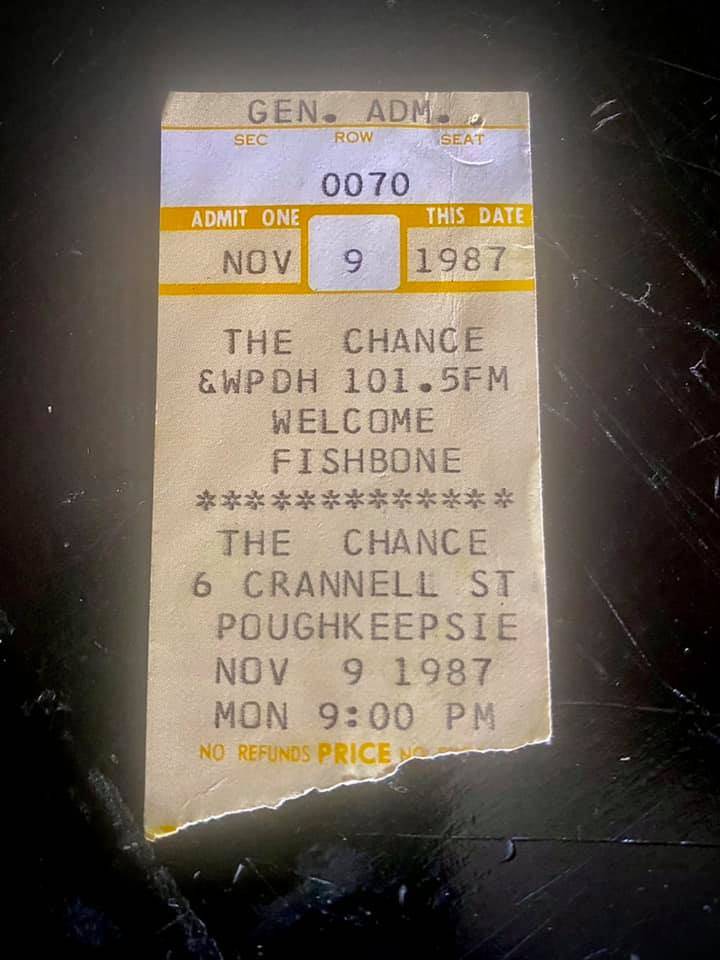 GEN. ADM.
SEC ROW SEAT
0070
ADMIT ONE THIS DATE
NOV 9 1987
THE CHANCE
&WPDH 101.5FM
WELCOME
FISHBONE
*************
THE CHANCE
6 CRANNELL ST
POUGHKEEPSIE
NOV 9 1987
MON 9:00 PM
NO REFUNDS PRICE NO